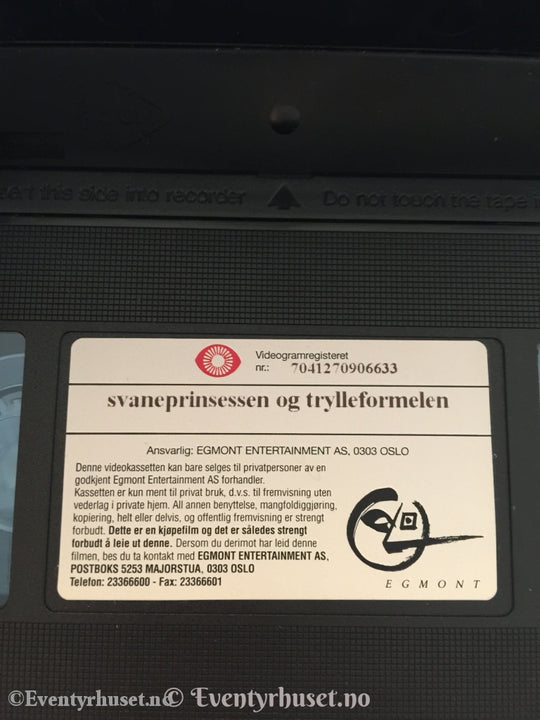 ert this side into recorder Do not touch the tape i
Videogramregisteret
nr.: 7041270906633
svaneprinsessen og trylleformelen
Ansvarlig: EGMONT ENTERTAINMENT AS, 0303 OSLO
Denne videokassetten kan bare selges til privatpersoner av en
godkjent Egmont Entertainment AS forhandler.
Kassetten er kun ment til privat bruk, d.v.s. til fremvisning uten
vederlag i private hjem. All annen benyttelse, mangfoldiggjøring,
kopiering, helt eller delvis, og offentlig fremvisning er strengt
forbudt. Dette er en kjøpefilm og det er således strengt
forbudt å leie ut denne. Dersom du derimot har leid denne
filmen, bes du ta kontakt med EGMONT ENTERTAINMENT AS,
POSTBOKS 5253 MAJORSTUA, 0303 OSLO
Telefon: 23366600 - Fax: 23366601
EGMONT
©Eventyrhuset.no © Eventyrhuset.no